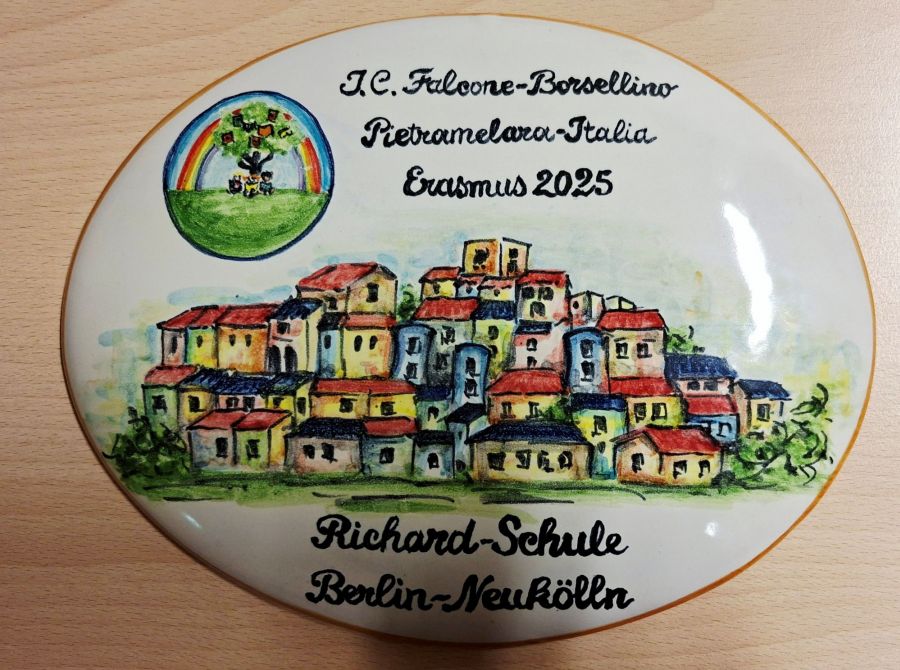 I.C. Falcone-Borsellino
Pietramelara-Italia
Erasmus 2025
Richard-Schule
Berlin-Neukölln